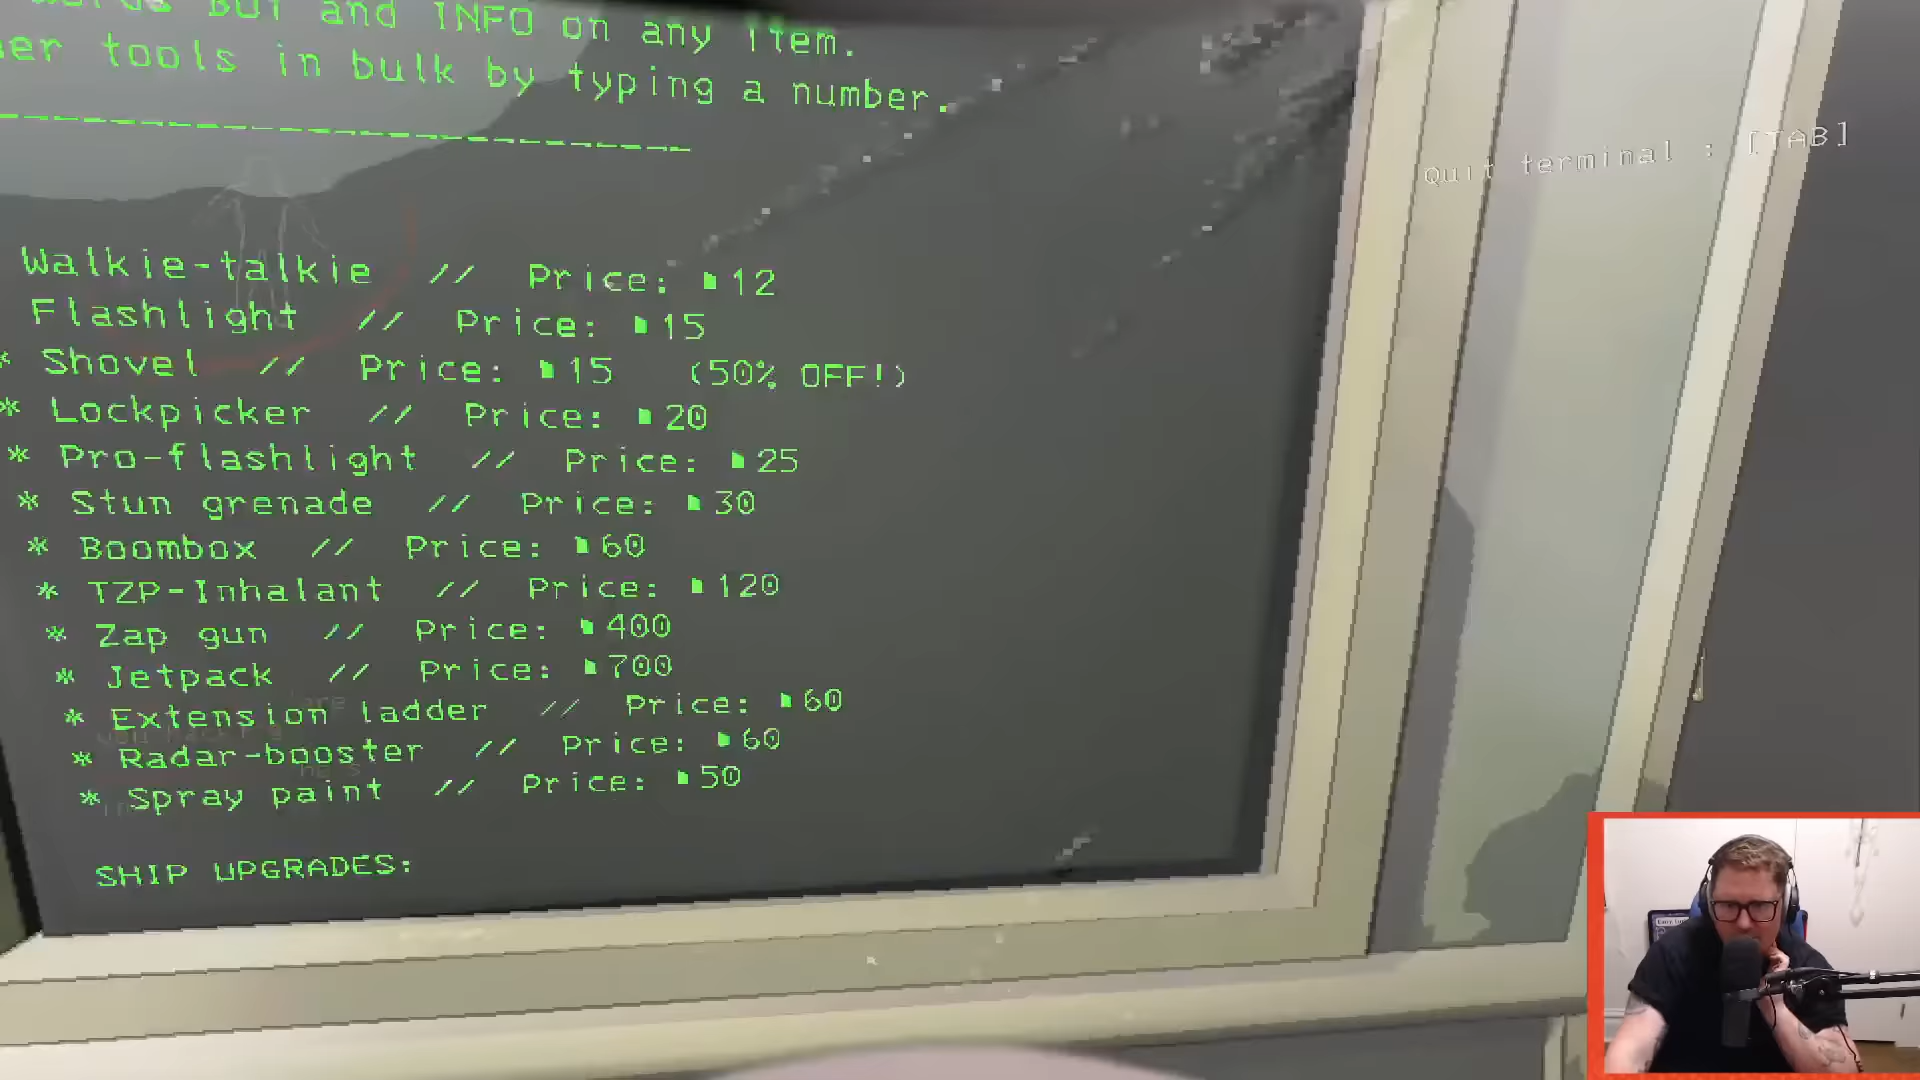 BUY and INFO on any item.
er tools in bulk by typing a number.
Quit terminal : [TAB]
Walkie-talkie // Price: ■12
Flashlight // Price: ■15
* Shovel // Price: ■15 (50% OFF!)
* Lockpicker // Price: ■20
* Pro-flashlight // Price: ■25
* Stun grenade // Price: ■30
* Boombox // Price: ■60
* TZP-Inhalant // Price: ■120
* Zap gun // Price: ■400
* Jetpack // Price: ■700
* Extension ladder // Price: ■60
* Radar-booster // Price: ■60
* Spray paint // Price: ■50
SHIP UPGRADES: